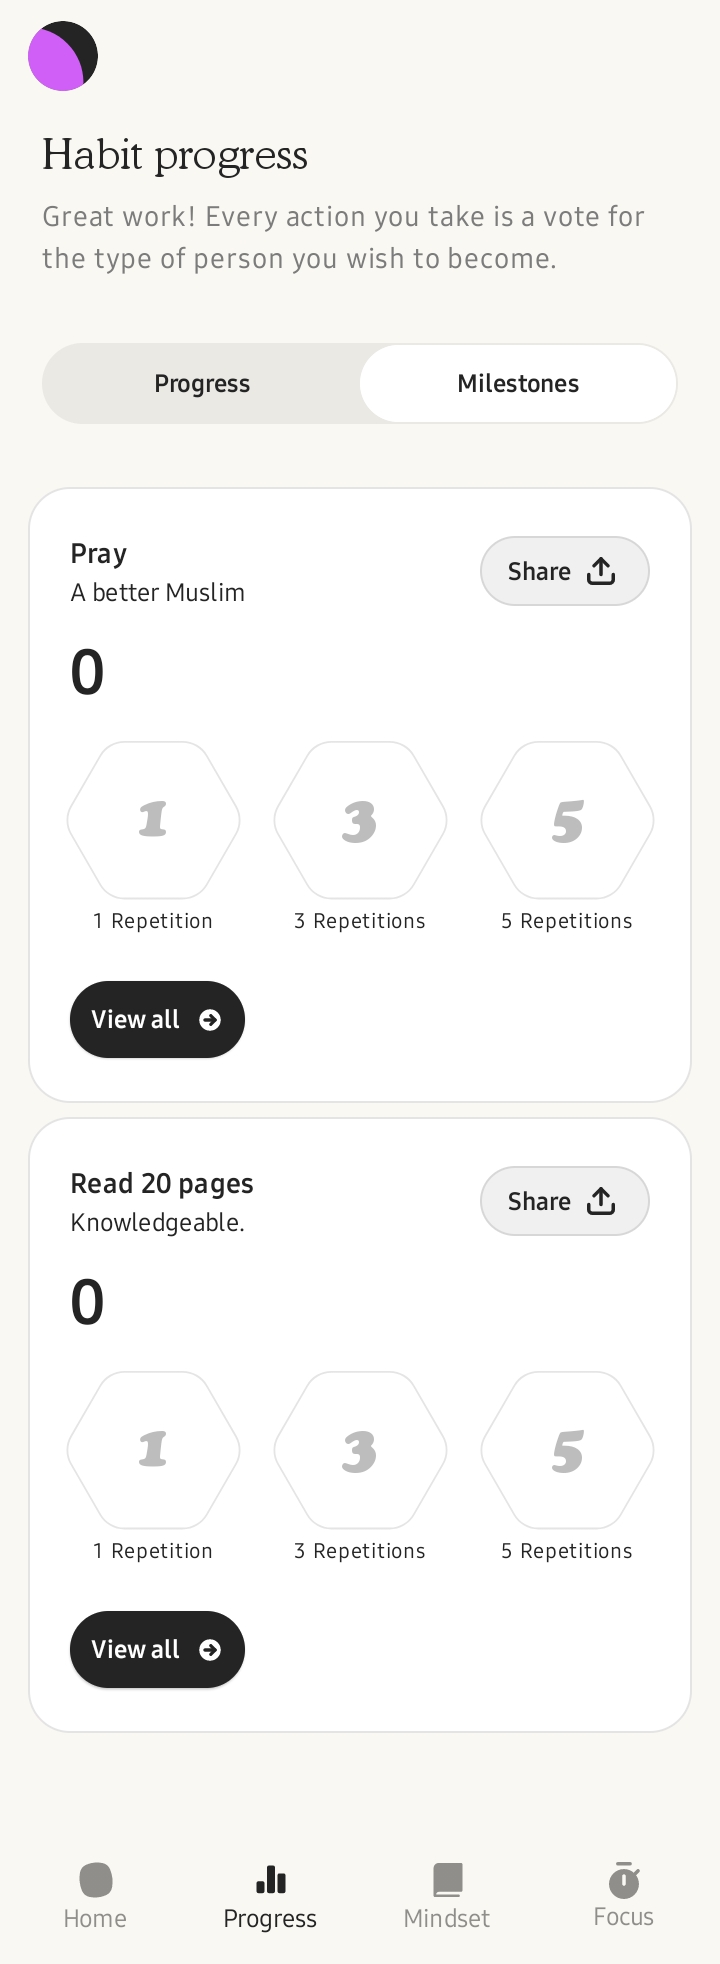 Habit progress
Great work! Every action you take is a vote for
the type of person you wish to become.
Progress
Milestones
Pray
A better Muslim
Share
0
1
3
5
1 Repetition
3 Repetitions
5 Repetitions
View all
Read 20 pages
Knowledgeable.
Share
0
1
3
5
1 Repetition
3 Repetitions
5 Repetitions
View all
Home
Progress
Mindset
Focus